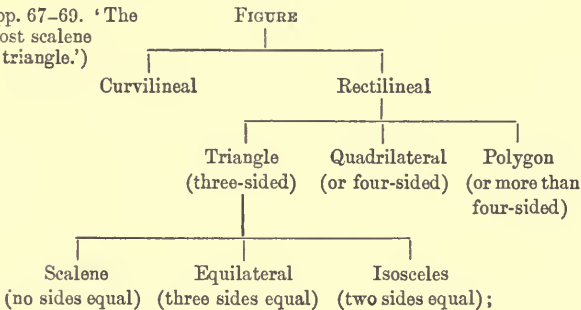 pp. 67–69. ‘The
ost scalene
triangle.’)
FIGURE
Curvilineal Rectilineal
Triangle Quadrilateral Polygon
(three-sided) (or four-sided) (or more than
four-sided)
Scalene Equilateral Isosceles
(no sides equal) (three sides equal) (two sides equal);